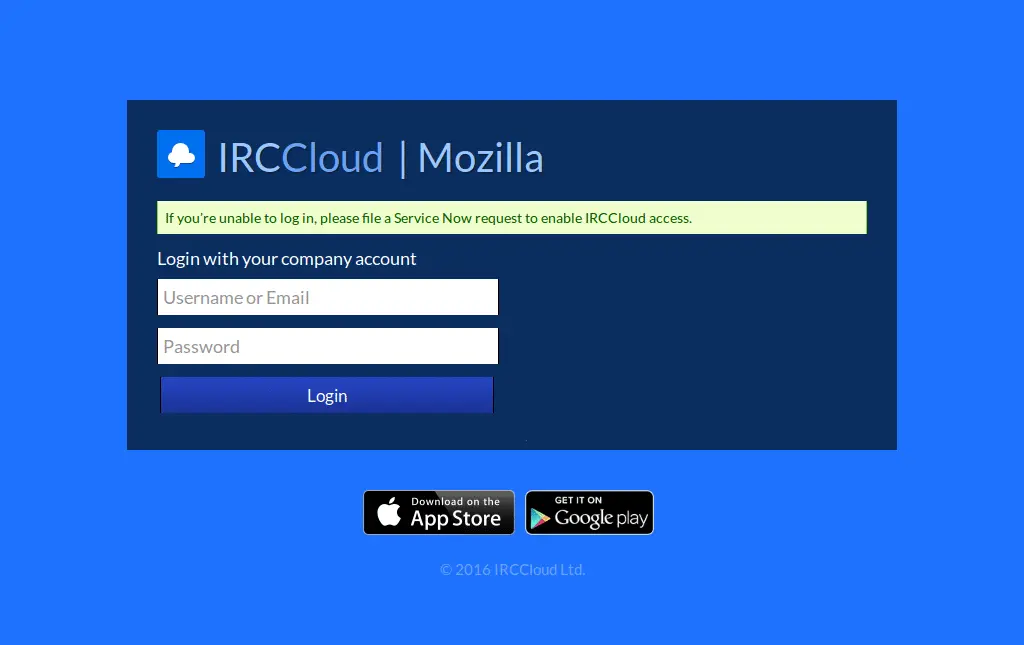 IRCCloud | Mozilla
If you're unable to log in, please file a Service Now request to enable IRCCloud access.
Login with your company account
Username or Email
Password
Login
Download on the
App Store
GET IT ON
Google play
© 2016 IRCCloud Ltd.